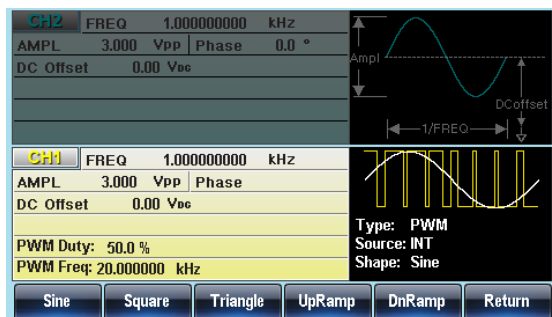 CH2 FREQ 1.000000000 kHz
AMPL 3.000 Vpp Phase 0.0 °
DC Offset 0.00 VDC
Ampl
DCoffset
1/FREQ
CH1 FREQ 1.000000000 kHz
AMPL 3.000 Vpp Phase
DC Offset 0.00 VDC
PWM Duty: 50.0 %
PWM Freq: 20.000000 kHz
Type: PWM
Source: INT
Shape: Sine
Sine Square Triangle UpRamp DnRamp Return